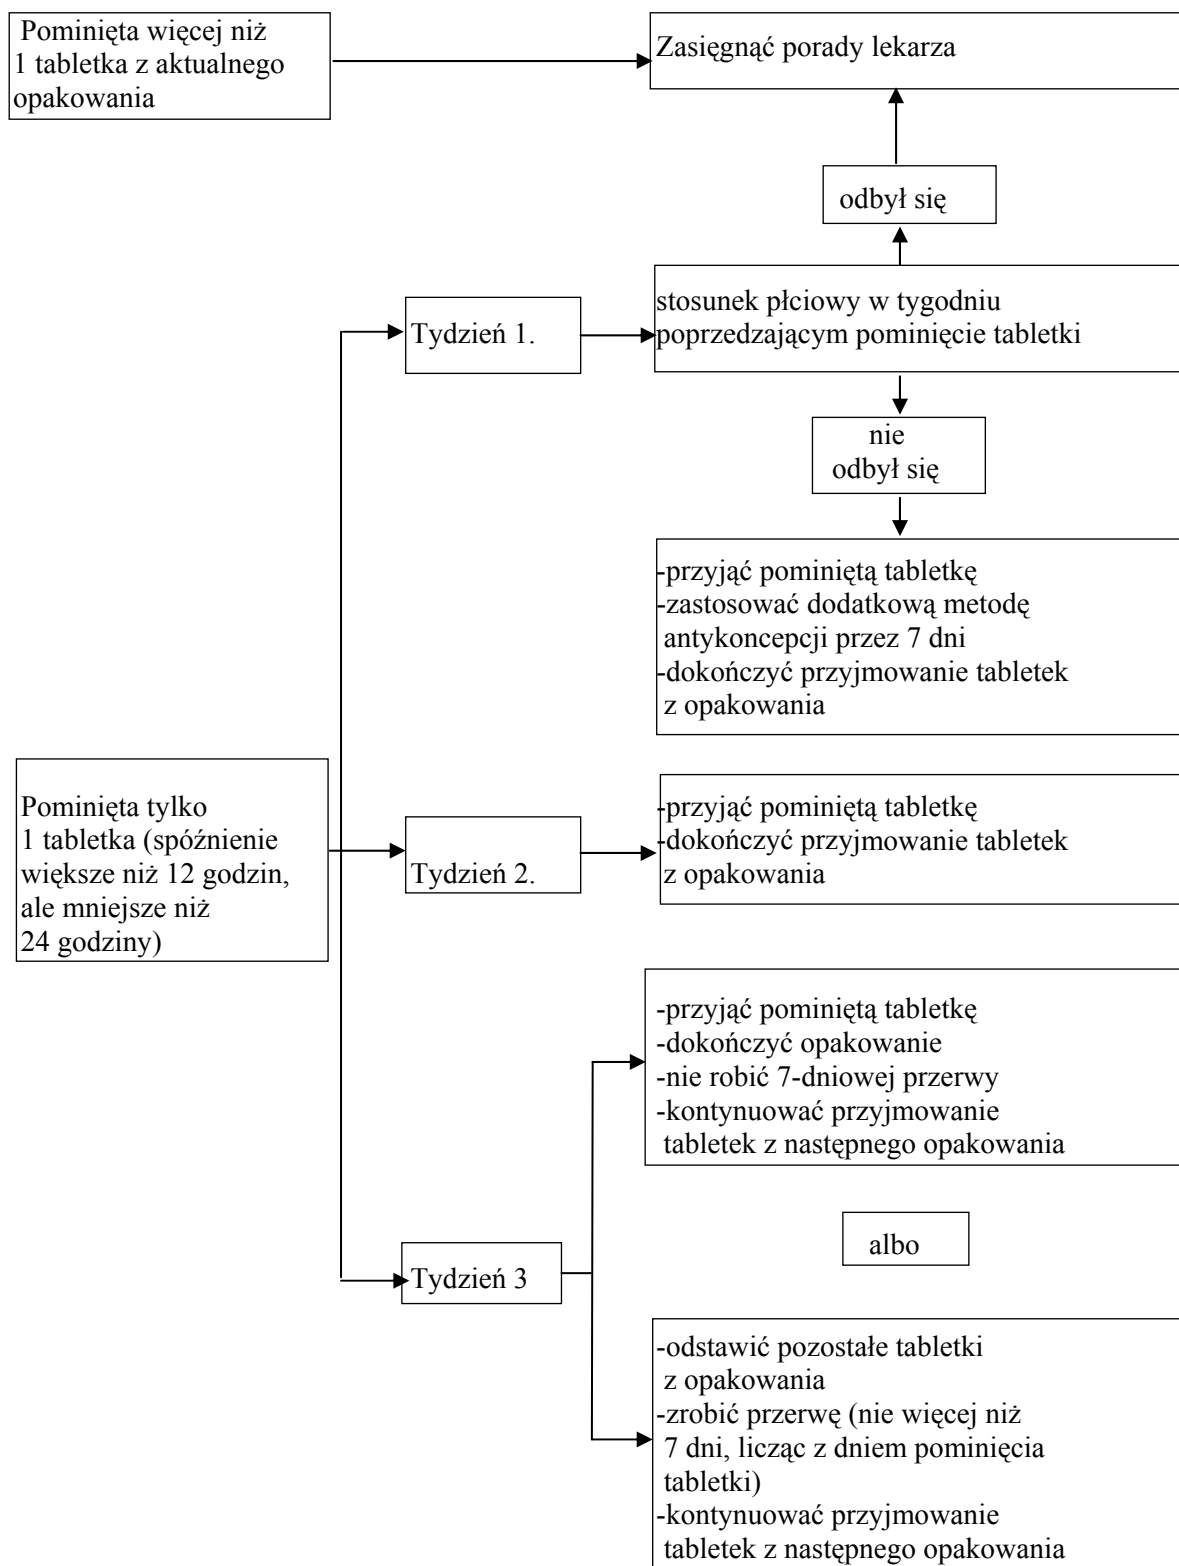 Pominięta więcej niż
1 tabletka z aktualnego
opakowania
Zasięgnąć porady lekarza
odbył się
stosunek płciowy w tygodniu
poprzedzającym pominięcie tabletki
Tydzień 1.
nie
odbył się
-przyjąć pominiętą tabletkę
-zastosować dodatkową metodę
antykoncepcji przez 7 dni
-dokończyć przyjmowanie tabletek
z opakowania
Pominięta tylko
1 tabletka (spóźnienie
większe niż 12 godzin,
ale mniejsze niż
24 godziny)
Tydzień 2.
-przyjąć pominiętą tabletkę
-dokończyć przyjmowanie tabletek
z opakowania
-przyjąć pominiętą tabletkę
-dokończyć opakowanie
-nie robić 7-dniowej przerwy
-kontynuować przyjmowanie
tabletek z następnego opakowania
albo
Tydzień 3
-odstawić pozostałe tabletki
z opakowania
-zrobić przerwę (nie więcej niż
7 dni, licząc z dniem pominięcia
tabletki)
-kontynuować przyjmowanie
tabletek z następnego opakowania